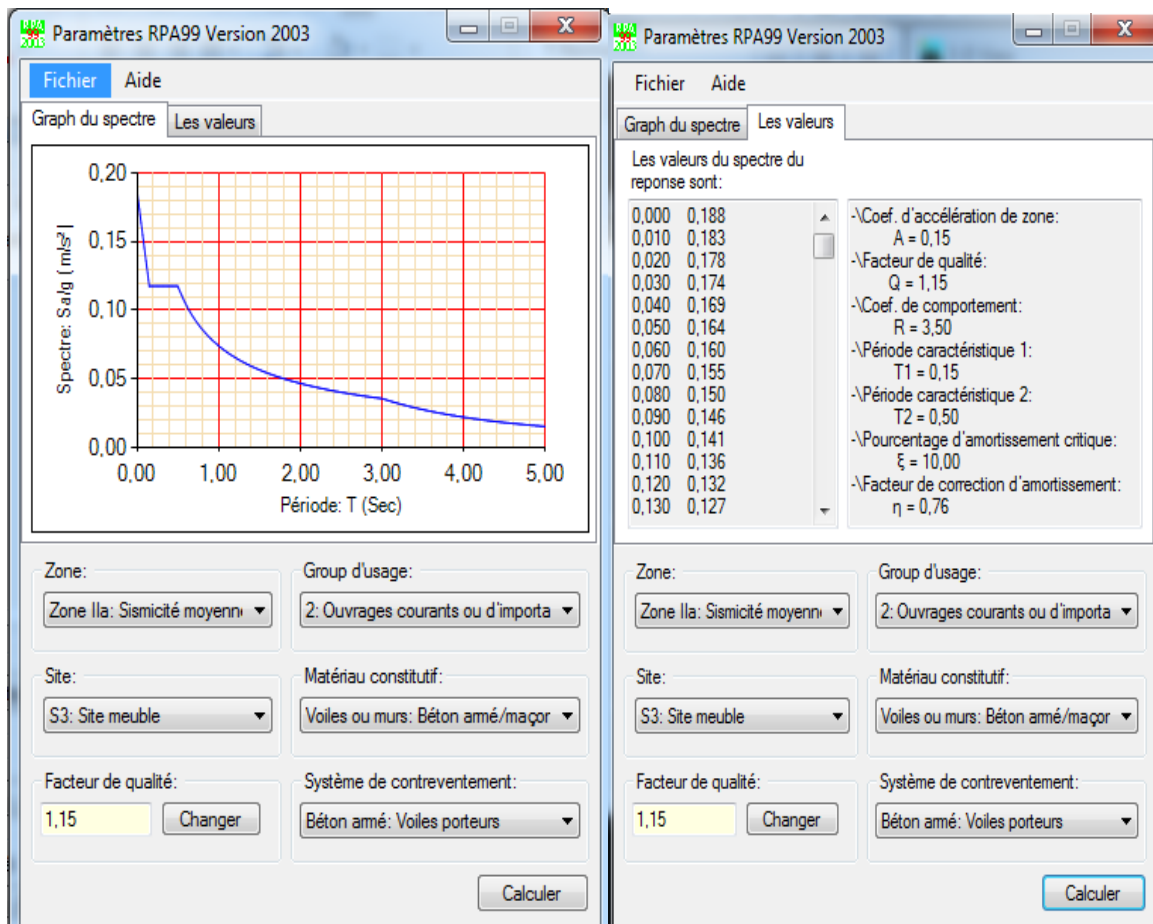 RPA
99
2003
Paramètres RPA99 Version 2003
X
Fichier Aide
Graph du spectre Les valeurs
Spectre: Sa/g ( m/s²)
0,20
0,15
0,10
0,05
0,00
0,00 1,00 2,00 3,00 4,00 5,00
Période: T (Sec)
Zone: Group d'usage:
Zone IIa: Sismicité moyenn 2: Ouvrages courants ou d'importa
Site: Matériau constitutif:
S3: Site meuble Voiles ou murs: Béton armé/maçor
Facteur de qualité: Système de contreventement:
1,15 Changer Béton armé: Voiles porteurs
Calculer
RPA
99
2003
Paramètres RPA99 Version 2003
X
Fichier Aide
Graph du spectre Les valeurs
Les valeurs du spectre du
reponse sont:
0,000 0,188
0,010 0,183
0,020 0,178
0,030 0,174
0,040 0,169
0,050 0,164
0,060 0,160
0,070 0,155
0,080 0,150
0,090 0,146
0,100 0,141
0,110 0,136
0,120 0,132
0,130 0,127
-\Coef. d'accélération de zone:
A = 0,15
-\Facteur de qualité:
Q = 1,15
-\Coef. de comportement:
R = 3,50
-\Période caractéristique 1:
T1 = 0,15
-\Période caractéristique 2:
T2 = 0,50
-\Pourcentage d'amortissement critique:
ξ = 10,00
-\Facteur de correction d'amortissement:
η = 0,76
Zone: Group d'usage:
Zone IIa: Sismicité moyenn 2: Ouvrages courants ou d'importa
Site: Matériau constitutif:
S3: Site meuble Voiles ou murs: Béton armé/maçor
Facteur de qualité: Système de contreventement:
1,15 Changer Béton armé: Voiles porteurs
Calculer